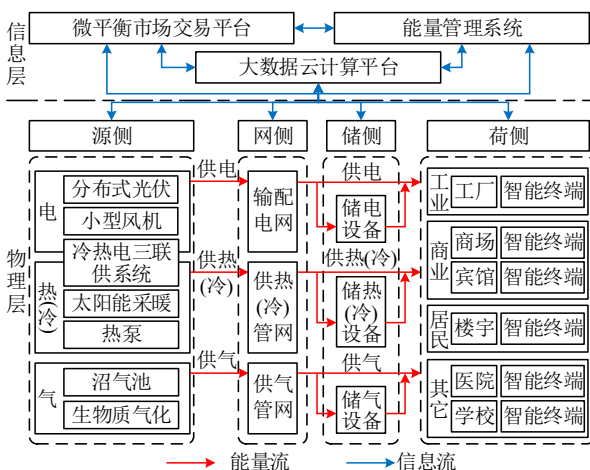 信息层
微平衡市场交易平台
能量管理系统
大数据云计算平台
物理层
源侧
网侧
储侧
荷侧
电
分布式光伏
小型风机
冷热电三联
供系统
热(冷)
太阳能采暖
热泵
气
沼气池
生物质气化
供电
供热
(冷)
供气
输配
电网
供热
(冷)
管网
供气
管网
供电
储电
设备
供热(冷)
储热
(冷)
设备
供气
储气
设备
工业
工厂
智能终端
商业
商场
智能终端
宾馆
智能终端
居民
楼宇
智能终端
其它
医院
智能终端
学校
智能终端
能量流
信息流